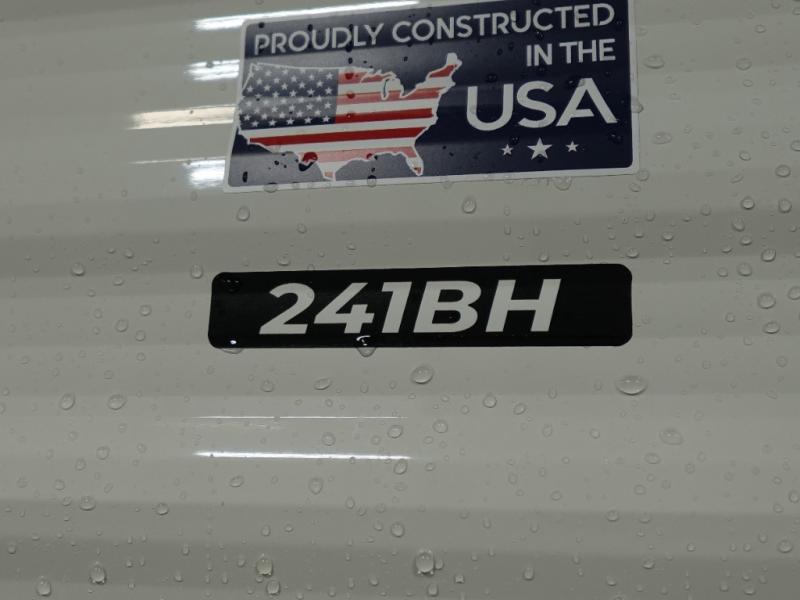 PROUDLY CONSTRUCTED
IN THE
USA
241BH